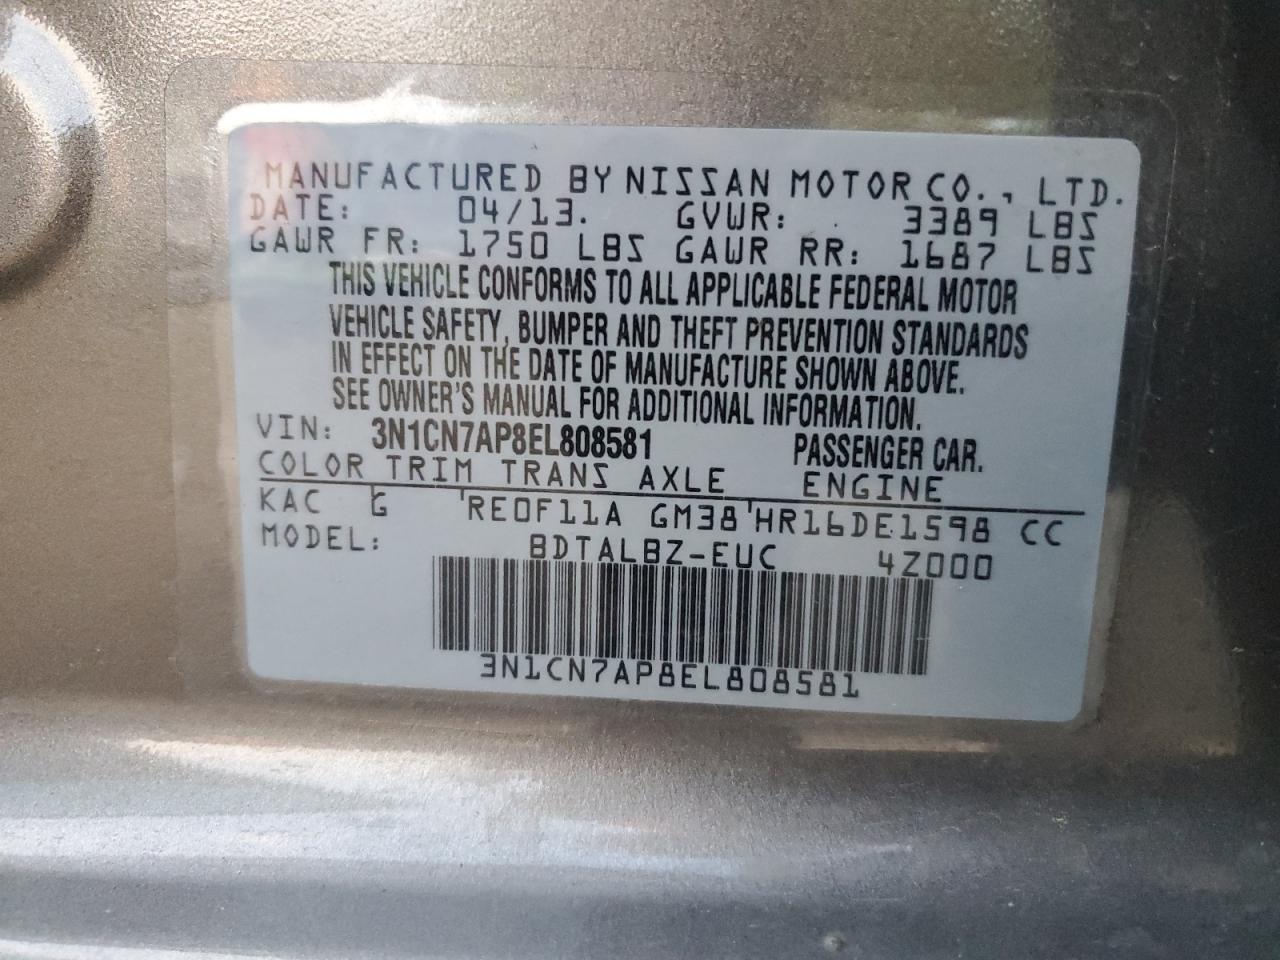 MANUFACTURED BY NISSAN MOTOR CO., LTD.
DATE: 04/13. GVWR: 3389 LBS
GAWR FR: 1750 LBS GAWR RR: 1687 LBS
THIS VEHICLE CONFORMS TO ALL APPLICABLE FEDERAL MOTOR
VEHICLE SAFETY, BUMPER AND THEFT PREVENTION STANDARDS
IN EFFECT ON THE DATE OF MANUFACTURE SHOWN ABOVE.
SEE OWNER'S MANUAL FOR ADDITIONAL INFORMATION.
VIN: 3N1CN7AP8EL808581 PASSENGER CAR.
COLOR TRIM TRANS AXLE ENGINE
KAC G RE0F11A GM38 HR16DE1598 CC
MODEL: BDTALBZ-EUC 4Z000
3N1CN7AP8EL808581